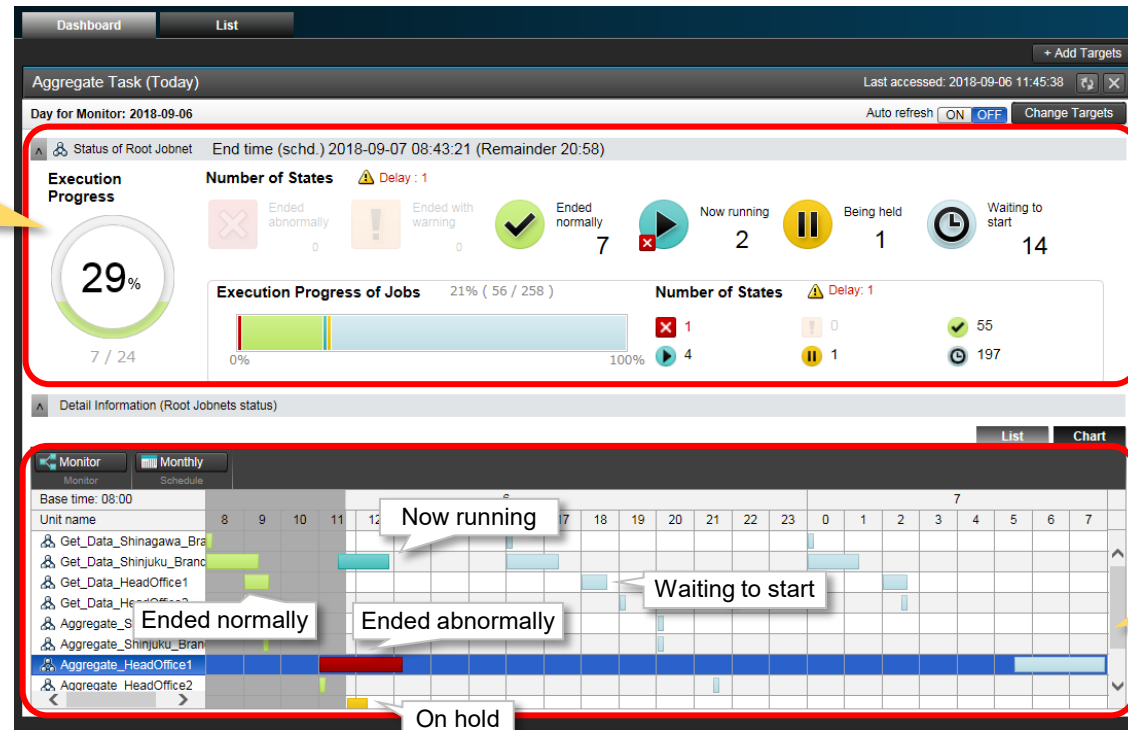 Dashboard List
+ Add Targets
Aggregate Task (Today) Last accessed: 2018-09-06 11:45:38
Day for Monitor: 2018-09-06 Auto refresh ON OFF Change Targets
Status of Root Jobnet End time (schd.) 2018-09-07 08:43:21 (Remainder 20:58)
Execution Progress
29%
7 / 24
Number of States Delay : 1
Ended abnormally 0
Ended with warning 0
Ended normally 7
Now running 2
Being held 1
Waiting to start 14
Execution Progress of Jobs 21% ( 56 / 258 )
0% 100%
Number of States Delay: 1
1 0 55
4 1 197
Detail Information (Root Jobnets status)
List Chart
Monitor Monthly
Monitor Schedule
Base time: 08:00 6 7
Unit name 8 9 10 11 12 17 18 19 20 21 22 23 0 1 2 3 4 5 6 7
Now running
Get_Data_Shinagawa_Bra
Get_Data_Shinjuku_Branc
Get_Data_HeadOffice1
Waiting to start
Ended normally
Ended abnormally
Aggregate_S
Aggregate_Shinjuku_Bran
Aggregate_HeadOffice1
Aggregate_HeadOffice2
On hold